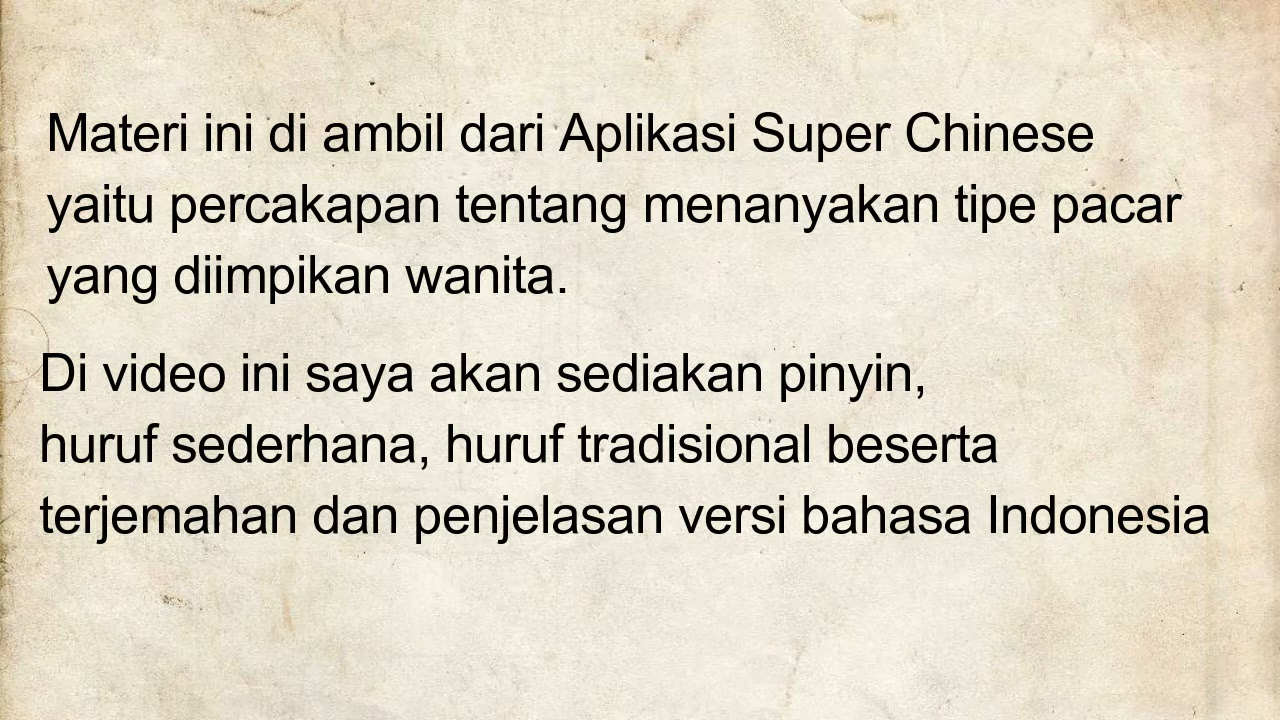 Materi ini di ambil dari Aplikasi Super Chinese
yaitu percakapan tentang menanyakan tipe pacar
yang diimpikan wanita.
Di video ini saya akan sediakan pinyin,
huruf sederhana, huruf tradisional beserta
terjemahan dan penjelasan versi bahasa Indonesia